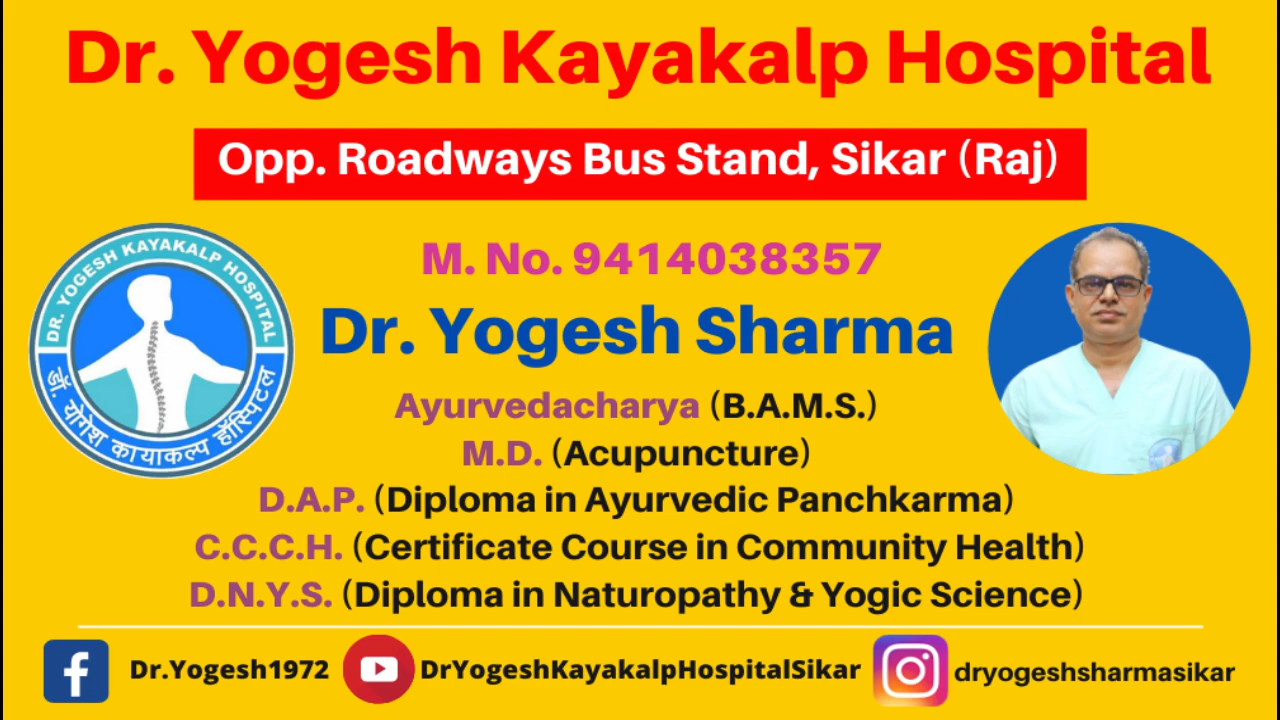 Dr. Yogesh Kayakalp Hospital
Opp. Roadways Bus Stand, Sikar (Raj)
M. No. 9414038357
DR. YOGESH KAYAKALP HOSPITAL
डॉ. योगेश कायाकल्प हॉस्पिटल
Dr. Yogesh Sharma
Ayurvedacharya (B.A.M.S.)
M.D. (Acupuncture)
D.A.P. (Diploma in Ayurvedic Panchkarma)
C.C.C.H. (Certificate Course in Community Health)
D.N.Y.S. (Diploma in Naturopathy & Yogic Science)
Dr.Yogesh1972 DrYogeshKayakalpHospitalSikar dryogeshsharmasikar